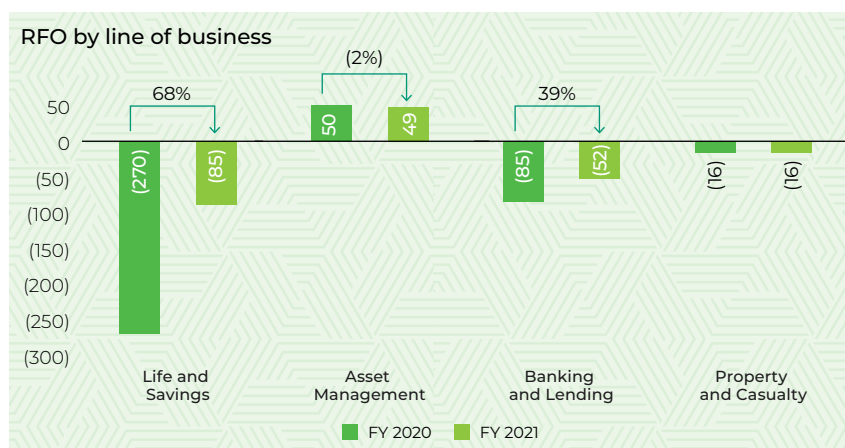 RFO by line of business
68%
(2%)
39%
50
0
(50)
(100)
(150)
(200)
(250)
(300)
(270)
(85)
50
49
(85)
(52)
(16)
(16)
Life and
Savings
Asset
Management
Banking
and Lending
Property
and Casualty
FY 2020
FY 2021